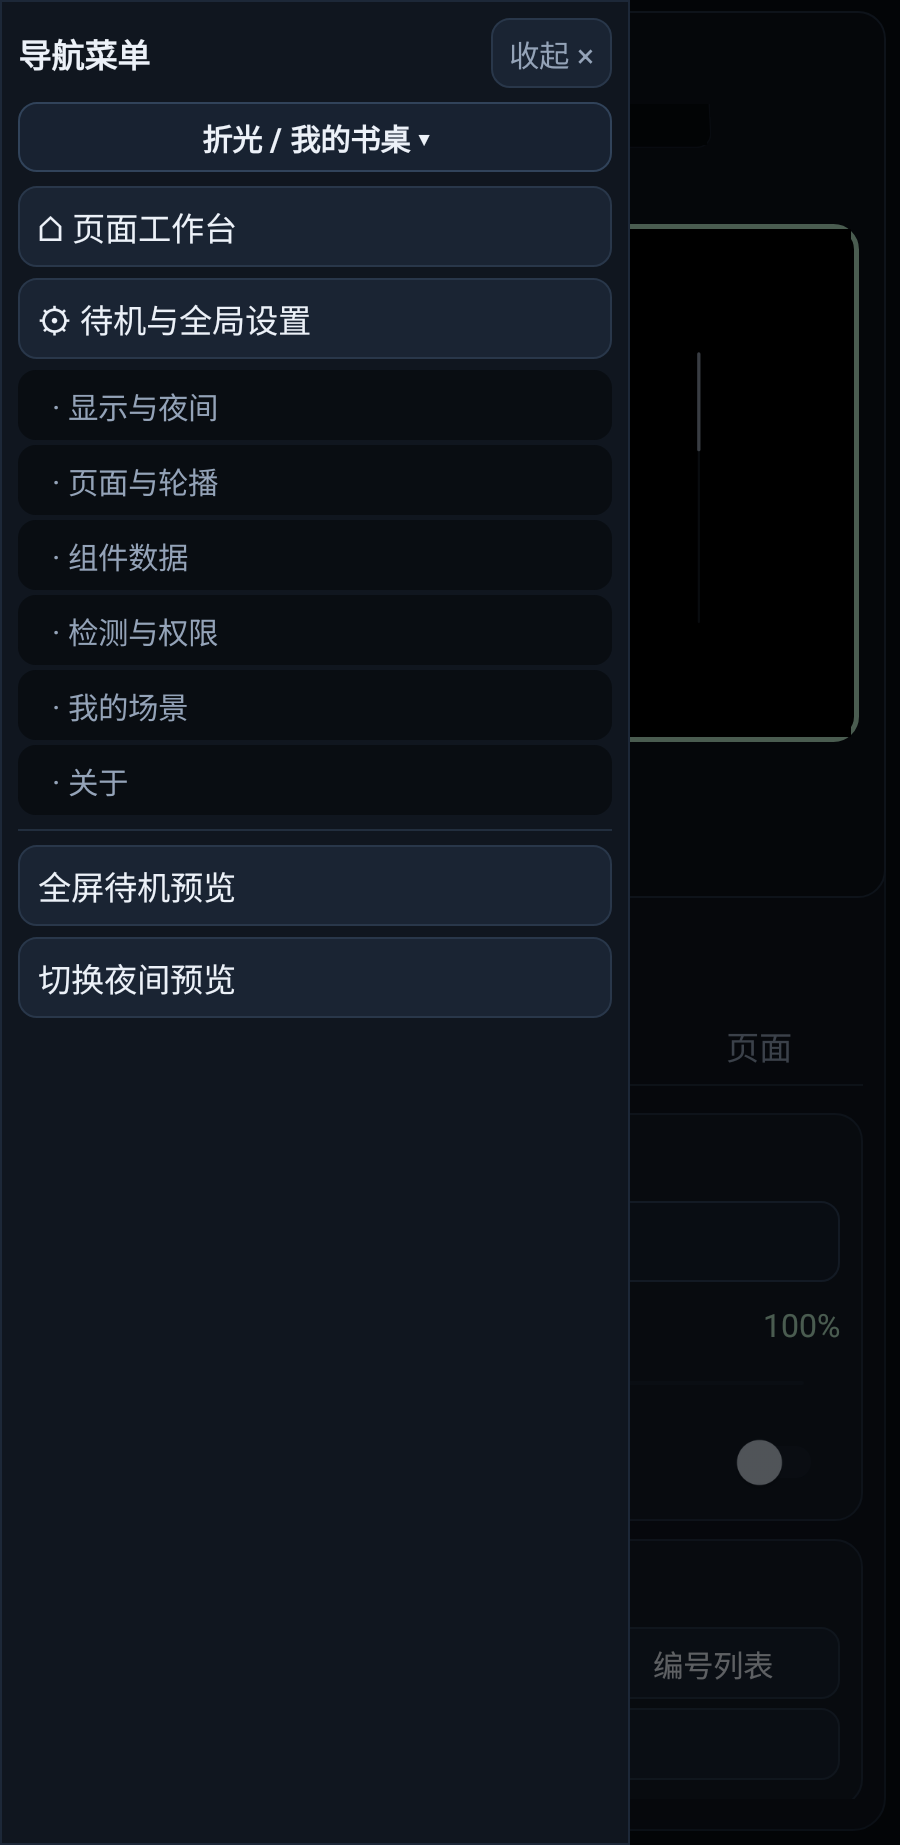 导航菜单
收起 ×
折光 / 我的书桌 ▾
页面工作台
待机与全局设置
· 显示与夜间
· 页面与轮播
· 组件数据
· 检测与权限
· 我的场景
· 关于
全屏待机预览
切换夜间预览
页面
100%
编号列表